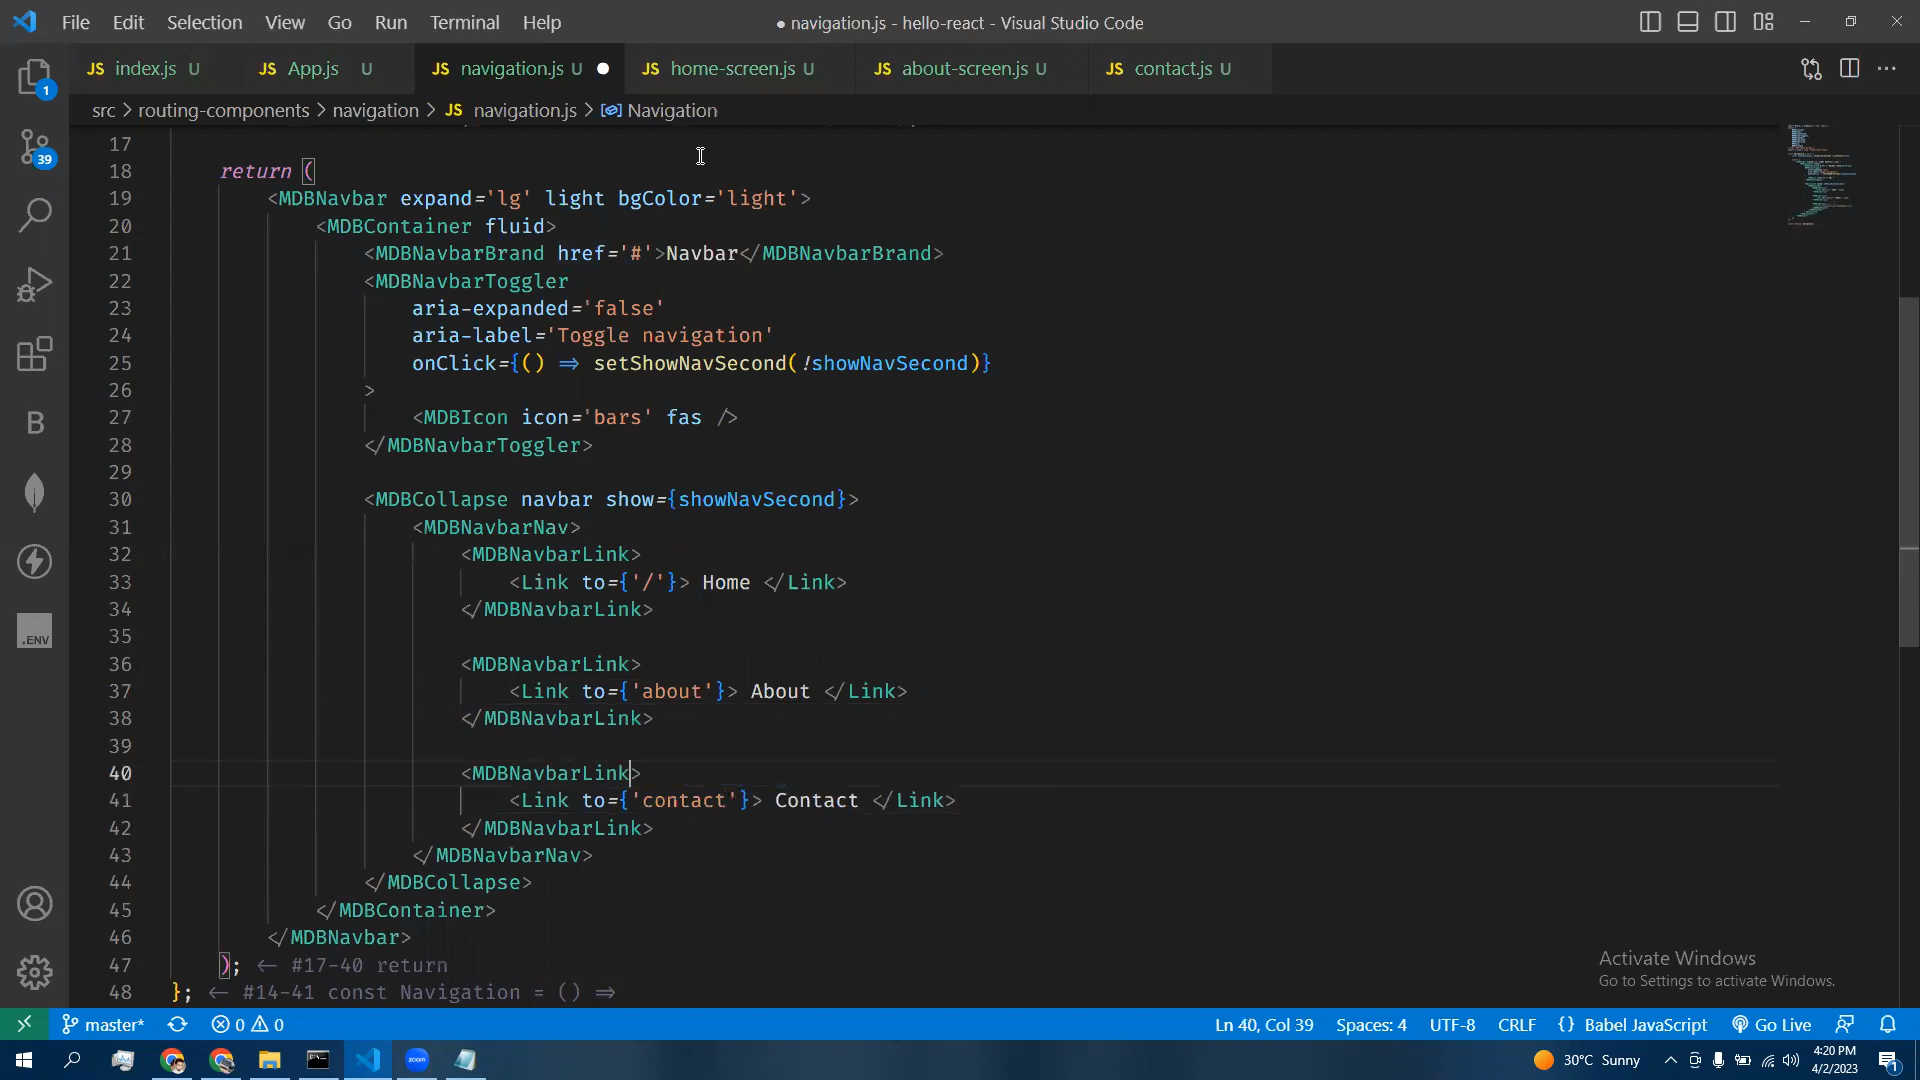 File Edit Selection View Go Run Terminal Help
● navigation.js - hello-react - Visual Studio Code
JS index.js U
JS App.js U
JS navigation.js U ●
JS home-screen.js U
JS about-screen.js U
JS contact.js U
src > routing-components > navigation > JS navigation.js > Navigation
1
39
B
.ENV
17
18 return (
19 <MDBNavbar expand='lg' light bgColor='light'>
20 <MDBContainer fluid>
21 <MDBNavbarBrand href='#'>Navbar</MDBNavbarBrand>
22 <MDBNavbarToggler
23 aria-expanded='false'
24 aria-label='Toggle navigation'
25 onClick={() => setShowNavSecond(!showNavSecond)}
26 >
27 <MDBIcon icon='bars' fas />
28 </MDBNavbarToggler>
29
30 <MDBCollapse navbar show={showNavSecond}>
31 <MDBNavbarNav>
32 <MDBNavbarLink>
33 <Link to={'/'}> Home </Link>
34 </MDBNavbarLink>
35
36 <MDBNavbarLink>
37 <Link to={'about'}> About </Link>
38 </MDBNavbarLink>
39
40 <MDBNavbarLink>
41 <Link to={'contact'}> Contact </Link>
42 </MDBNavbarLink>
43 </MDBNavbarNav>
44 </MDBCollapse>
45 </MDBContainer>
46 </MDBNavbar>
47 ); <- #17-40 return
48 }; <- #14-41 const Navigation = () =>
Activate Windows
Go to Settings to activate Windows.
master* 0 0
Ln 40, Col 39 Spaces: 4 UTF-8 CRLF {} Babel JavaScript Go Live
zoom
30°C Sunny
4:20 PM
4/2/2023
1